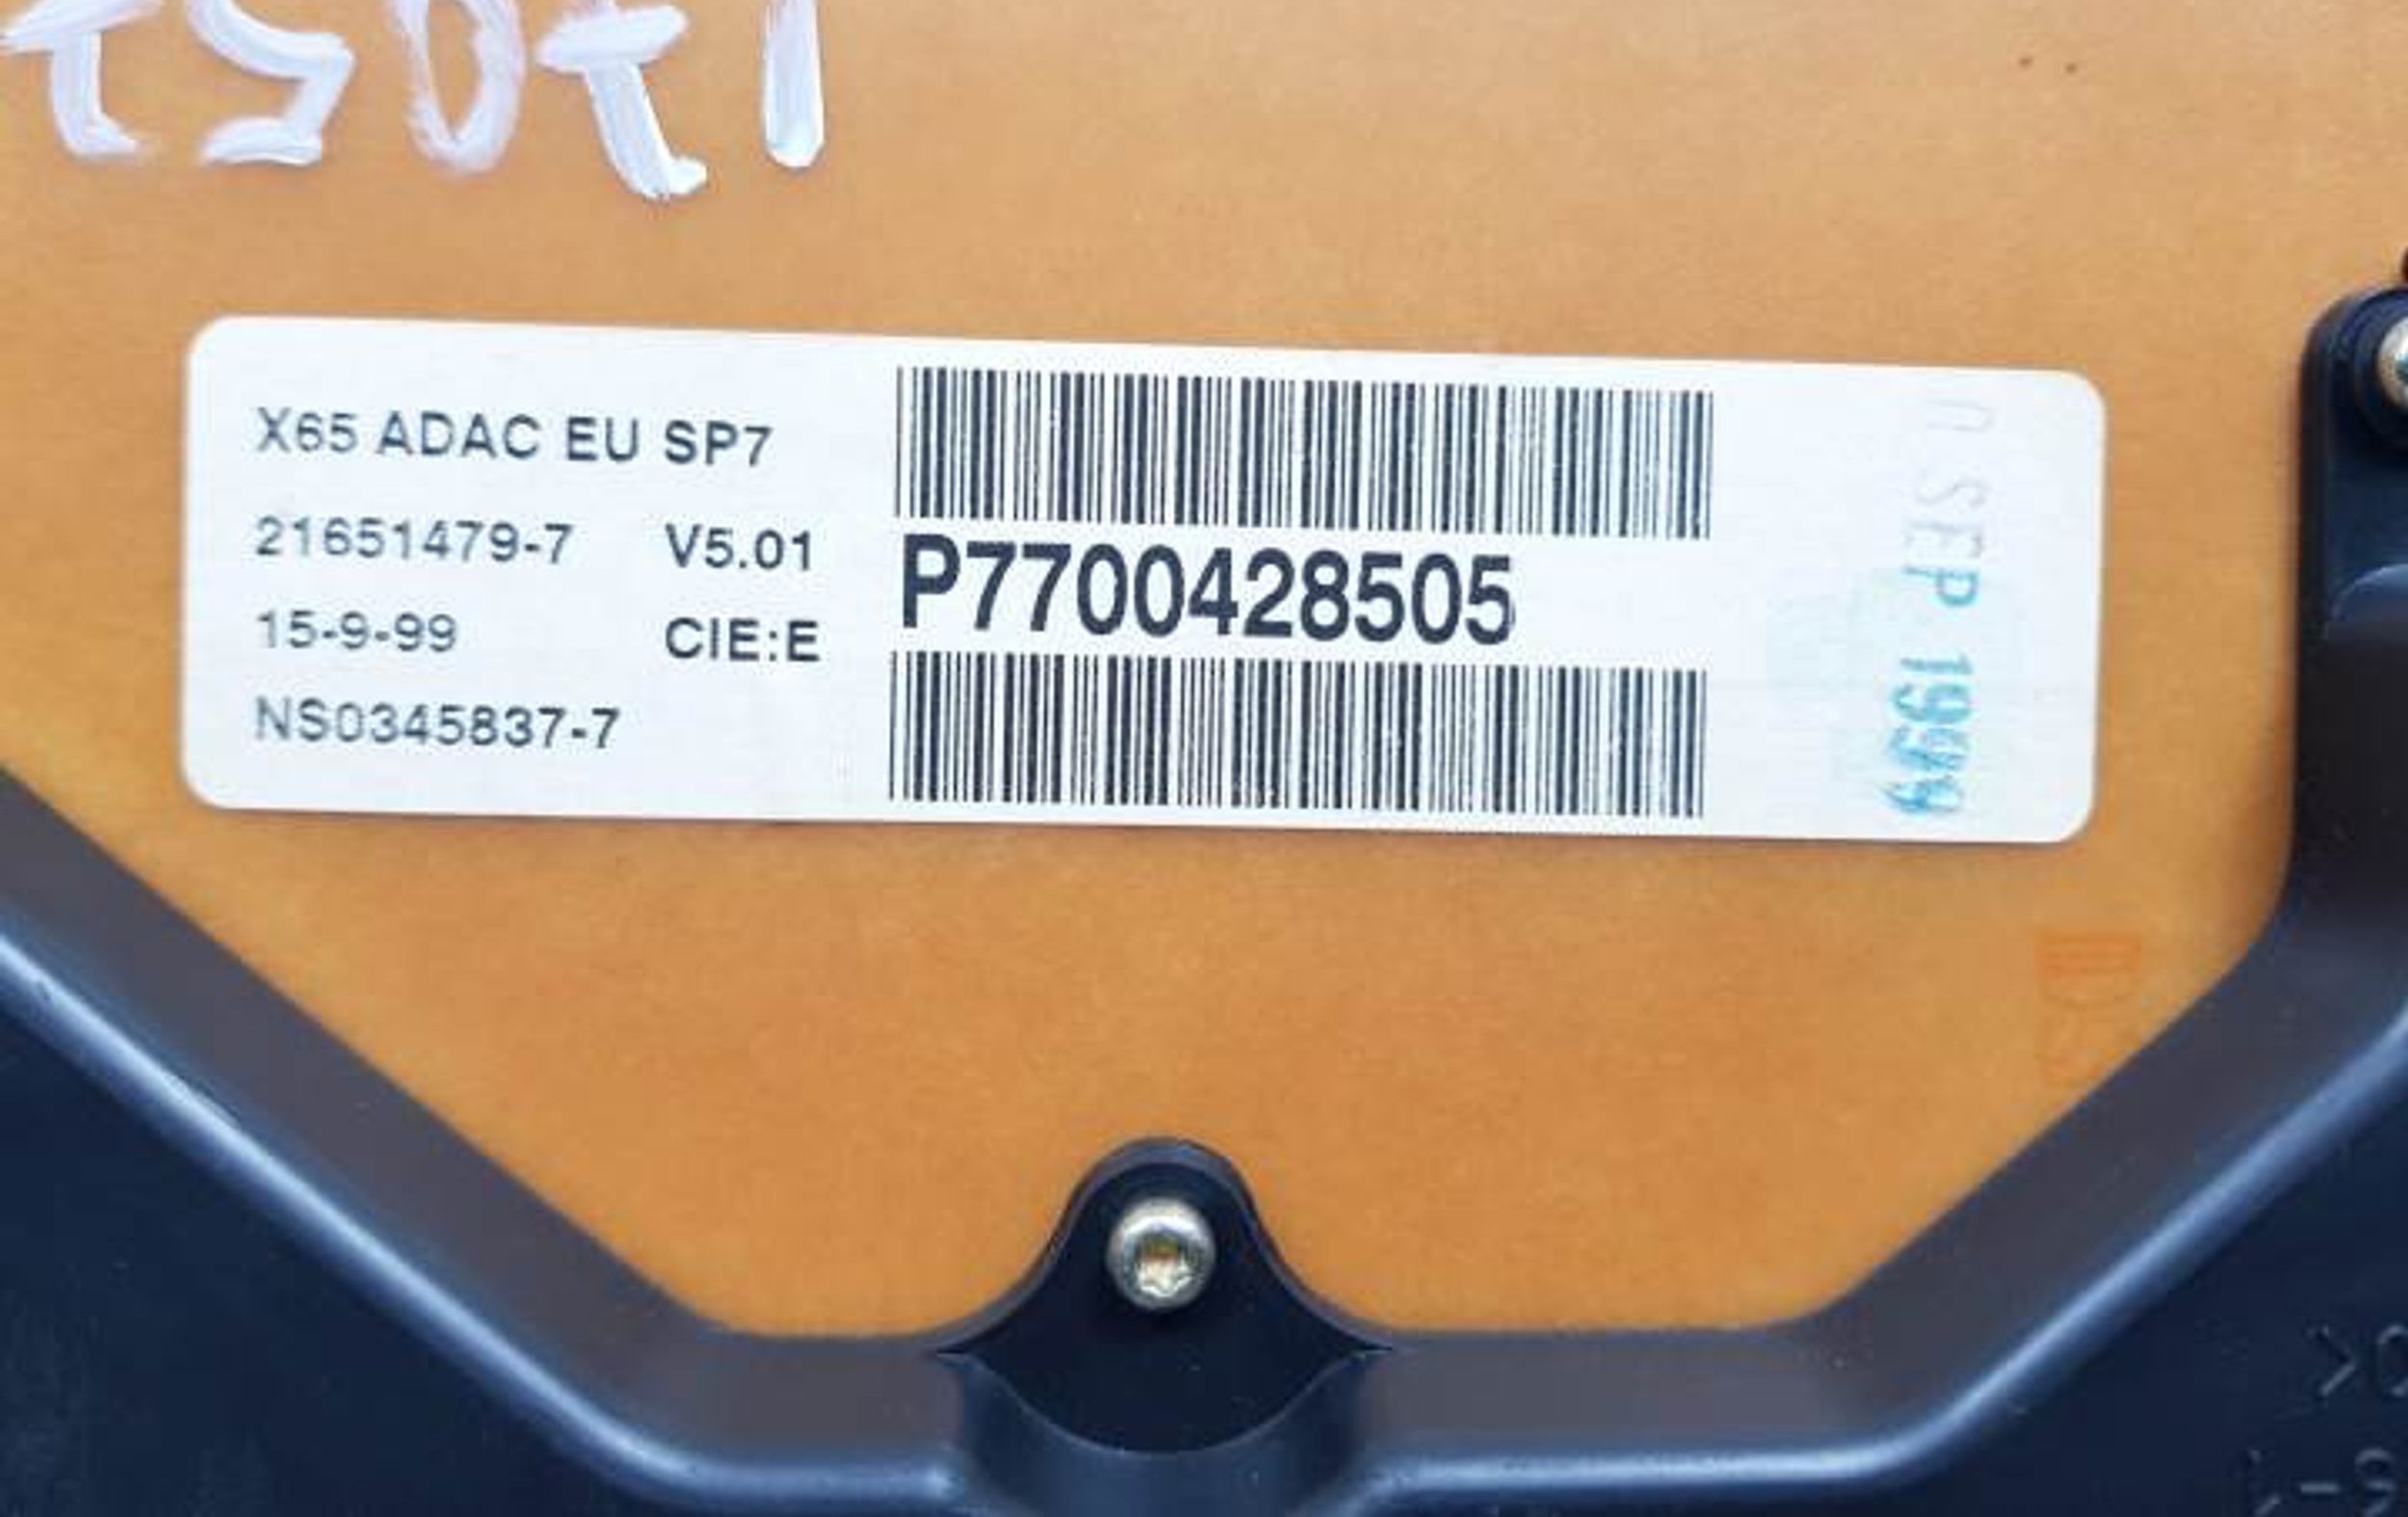 X65 ADAC EU SP7
21651479-7 V5.01
15-9-99 CIE:E
NS0345837-7
P7700428505
SEP 1999